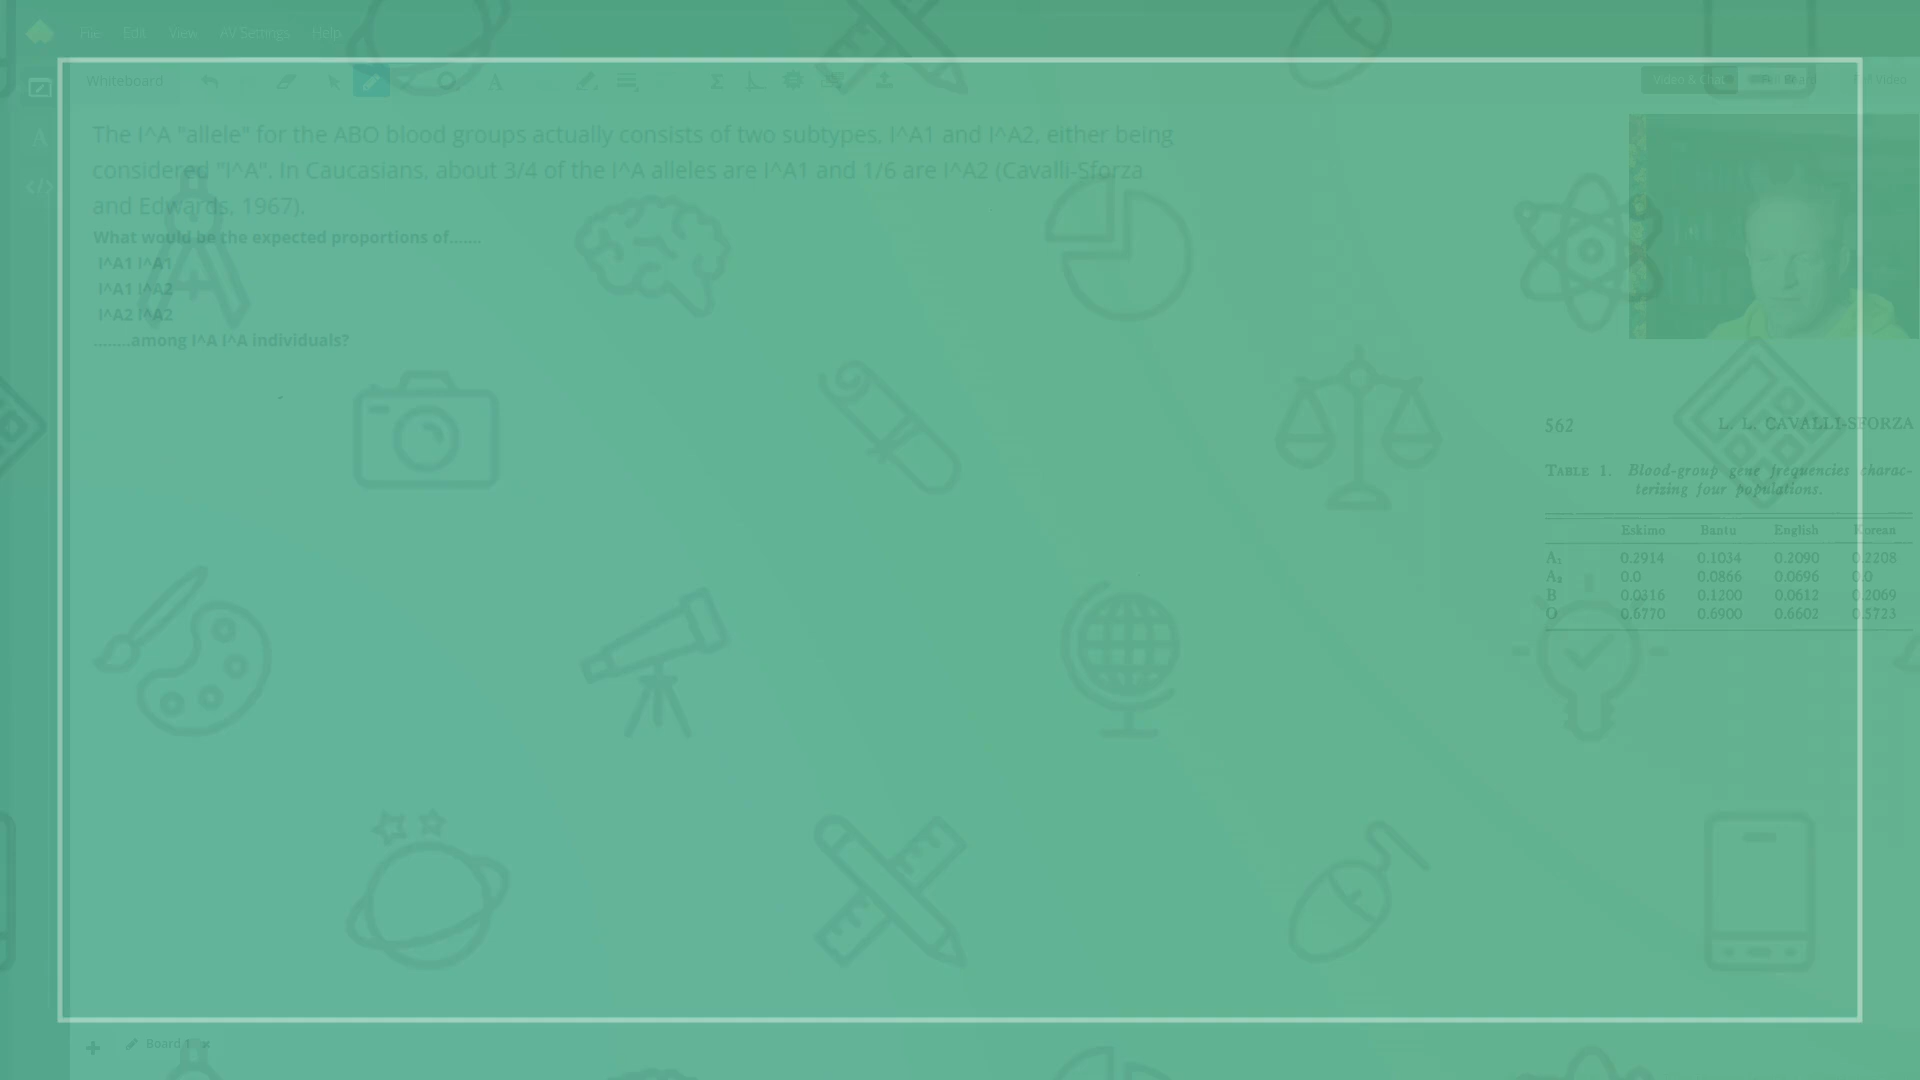 File Edit View AV Settings Help
Whiteboard
The I^A "allele" for the ABO blood groups actually consists of two subtypes, I^A1 and I^A2, either being
considered "I^A". In Caucasians, about 3/4 of the I^A alleles are I^A1 and 1/6 are I^A2 (Cavalli-Sforza
and Edwards, 1967).
What would be the expected proportions of.......
I^A1 I^A1
I^A1 I^A2
I^A2 I^A2
........among I^A I^A individuals?
562 L. L. CAVALLI-SFORZA
TABLE 1. Blood-group gene frequencies charac-
terizing four populations.
Eskimo Bantu English Korean
A₁ 0.2914 0.1034 0.2090 0.2208
A₂ 0.0 0.0866 0.0696 0.0
B 0.0316 0.1200 0.0612 0.2069
O 0.6770 0.6900 0.6602 0.5723
Board 1